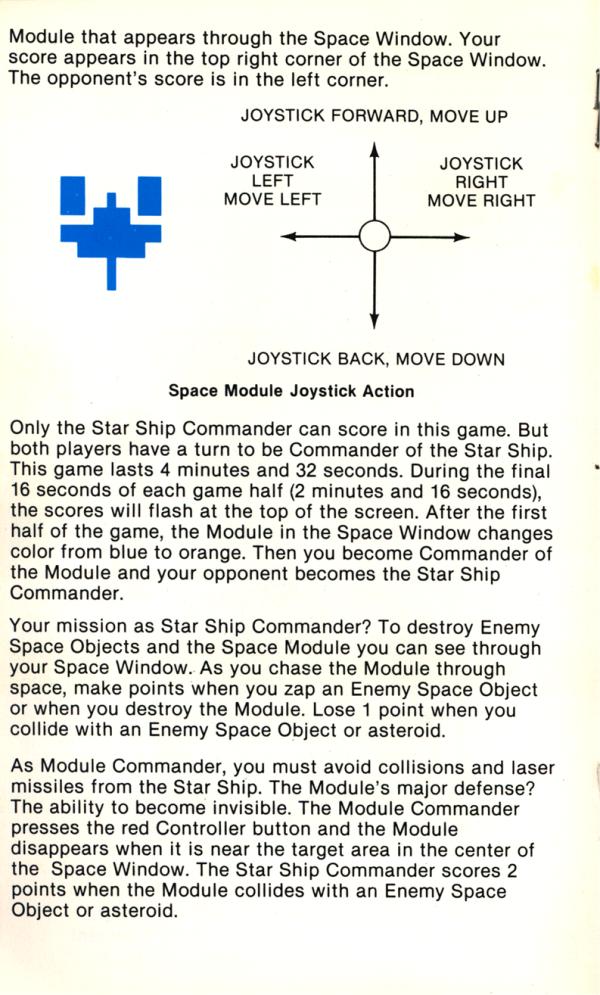 Module that appears through the Space Window. Your
score appears in the top right corner of the Space Window.
The opponent's score is in the left corner.
JOYSTICK FORWARD, MOVE UP
JOYSTICK
LEFT
MOVE LEFT
JOYSTICK
RIGHT
MOVE RIGHT
JOYSTICK BACK, MOVE DOWN
Space Module Joystick Action
Only the Star Ship Commander can score in this game. But
both players have a turn to be Commander of the Star Ship.
This game lasts 4 minutes and 32 seconds. During the final
16 seconds of each game half (2 minutes and 16 seconds),
the scores will flash at the top of the screen. After the first
half of the game, the Module in the Space Window changes
color from blue to orange. Then you become Commander of
the Module and your opponent becomes the Star Ship
Commander.
Your mission as Star Ship Commander? To destroy Enemy
Space Objects and the Space Module you can see through
your Space Window. As you chase the Module through
space, make points when you zap an Enemy Space Object
or when you destroy the Module. Lose 1 point when you
collide with an Enemy Space Object or asteroid.
As Module Commander, you must avoid collisions and laser
missiles from the Star Ship. The Module's major defense?
The ability to become invisible. The Module Commander
presses the red Controller button and the Module
disappears when it is near the target area in the center of
the Space Window. The Star Ship Commander scores 2
points when the Module collides with an Enemy Space
Object or asteroid.